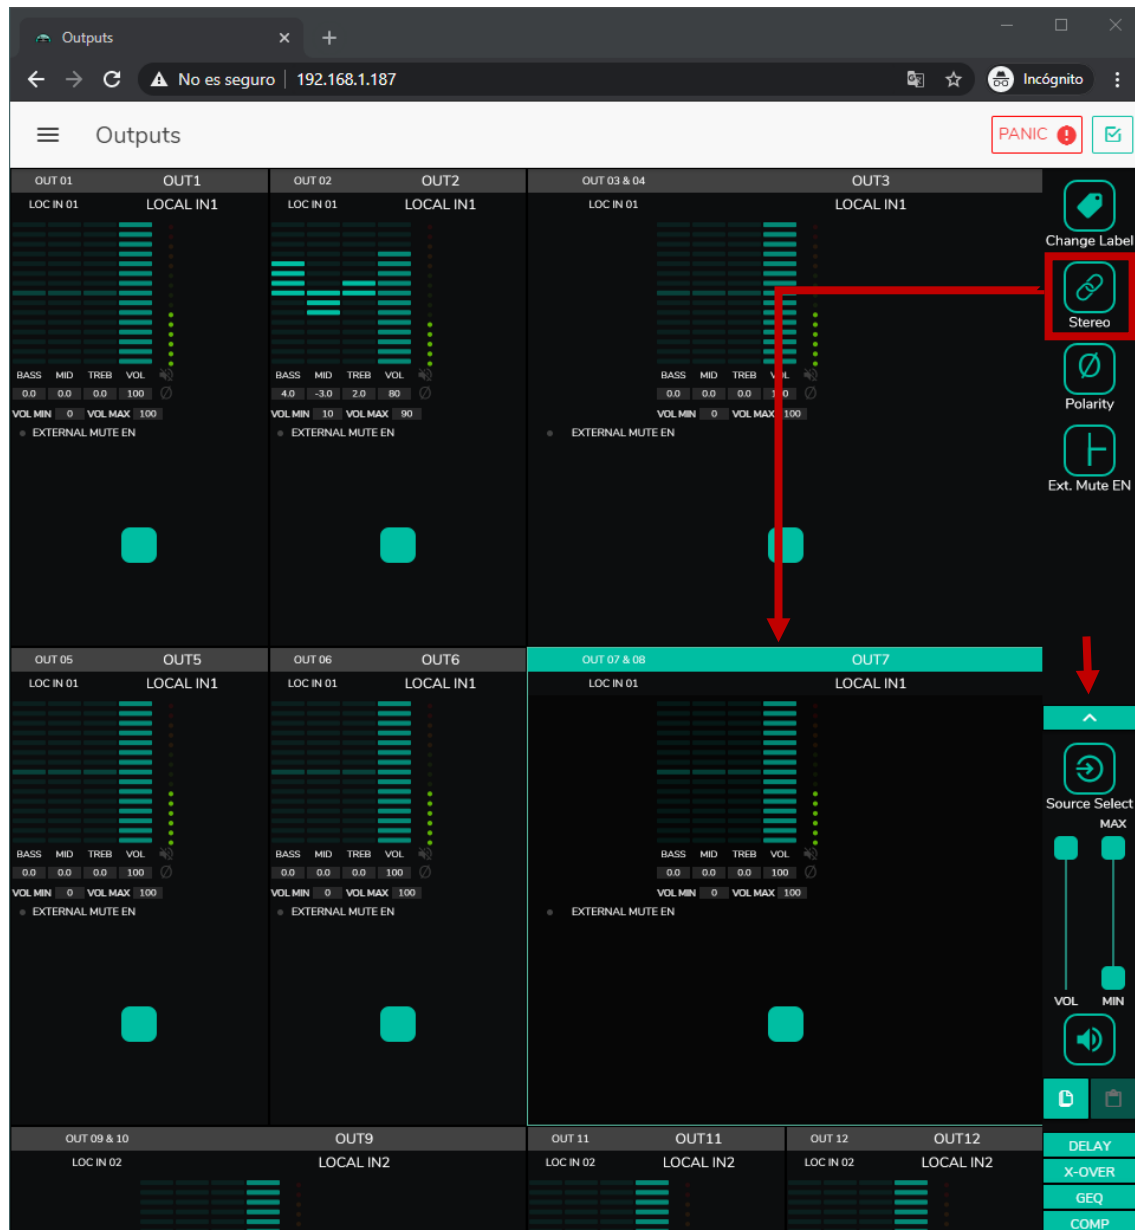 Outputs
No es seguro | 192.168.1.187
Incógnito
Outputs
PANIC
OUT 01 OUT1
LOC IN 01 LOCAL IN1
BASS MID TREB VOL
0.0 0.0 0.0 100
VOL MIN 0 VOL MAX 100
EXTERNAL MUTE EN
OUT 02 OUT2
LOC IN 01 LOCAL IN1
BASS MID TREB VOL
4.0 -3.0 2.0 80
VOL MIN 10 VOL MAX 90
EXTERNAL MUTE EN
OUT 03 & 04 OUT3
LOC IN 01 LOCAL IN1
BASS MID TREB VOL
0.0 0.0 0.0 100
VOL MIN 0 VOL MAX 100
EXTERNAL MUTE EN
Change Label
Stereo
Polarity
Ext. Mute EN
OUT 05 OUT5
LOC IN 01 LOCAL IN1
BASS MID TREB VOL
0.0 0.0 0.0 100
VOL MIN 0 VOL MAX 100
EXTERNAL MUTE EN
OUT 06 OUT6
LOC IN 01 LOCAL IN1
BASS MID TREB VOL
0.0 0.0 0.0 100
VOL MIN 0 VOL MAX 100
EXTERNAL MUTE EN
OUT 07 & 08 OUT7
LOC IN 01 LOCAL IN1
BASS MID TREB VOL
0.0 0.0 0.0 100
VOL MIN 0 VOL MAX 100
EXTERNAL MUTE EN
Source Select
MAX
VOL MIN
OUT 09 & 10 OUT9
LOC IN 02 LOCAL IN2
OUT 11 OUT11
LOC IN 02 LOCAL IN2
OUT 12 OUT12
LOC IN 02 LOCAL IN2
DELAY
X-OVER
GEQ
COMP